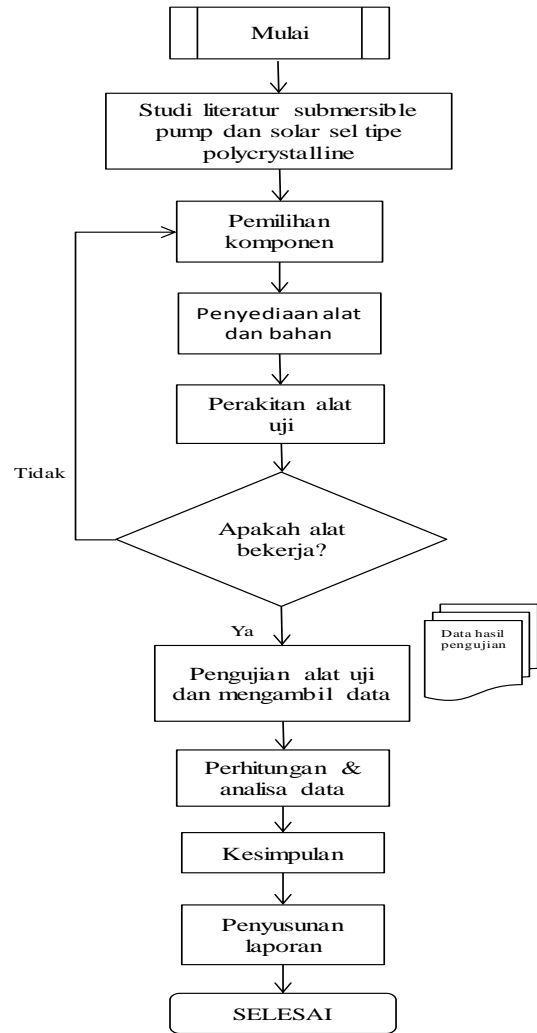 Mulai
Studi literatur submersible
pump dan solar sel tipe
polycrystalline
Pemilihan
komponen
Penyediaan alat
dan bahan
Perakitan alat
uji
Tidak
Apakah alat
bekerja?
Ya
Data hasil
pengujian
Pengujian alat uji
dan mengambil data
Perhitungan &
analisa data
Kesimpulan
Penyusunan
laporan
SELESAI